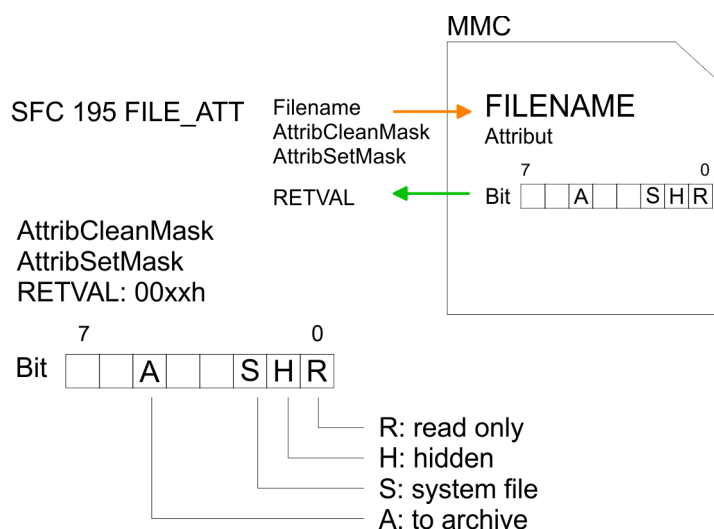 MMC
SFC 195 FILE_ATT
Filename
AttribCleanMask
AttribSetMask
RETVAL
FILENAME
Attribut
7 0
Bit A S H R
AttribCleanMask
AttribSetMask
RETVAL: 00xxh
7 0
Bit A S H R
R: read only
H: hidden
S: system file
A: to archive